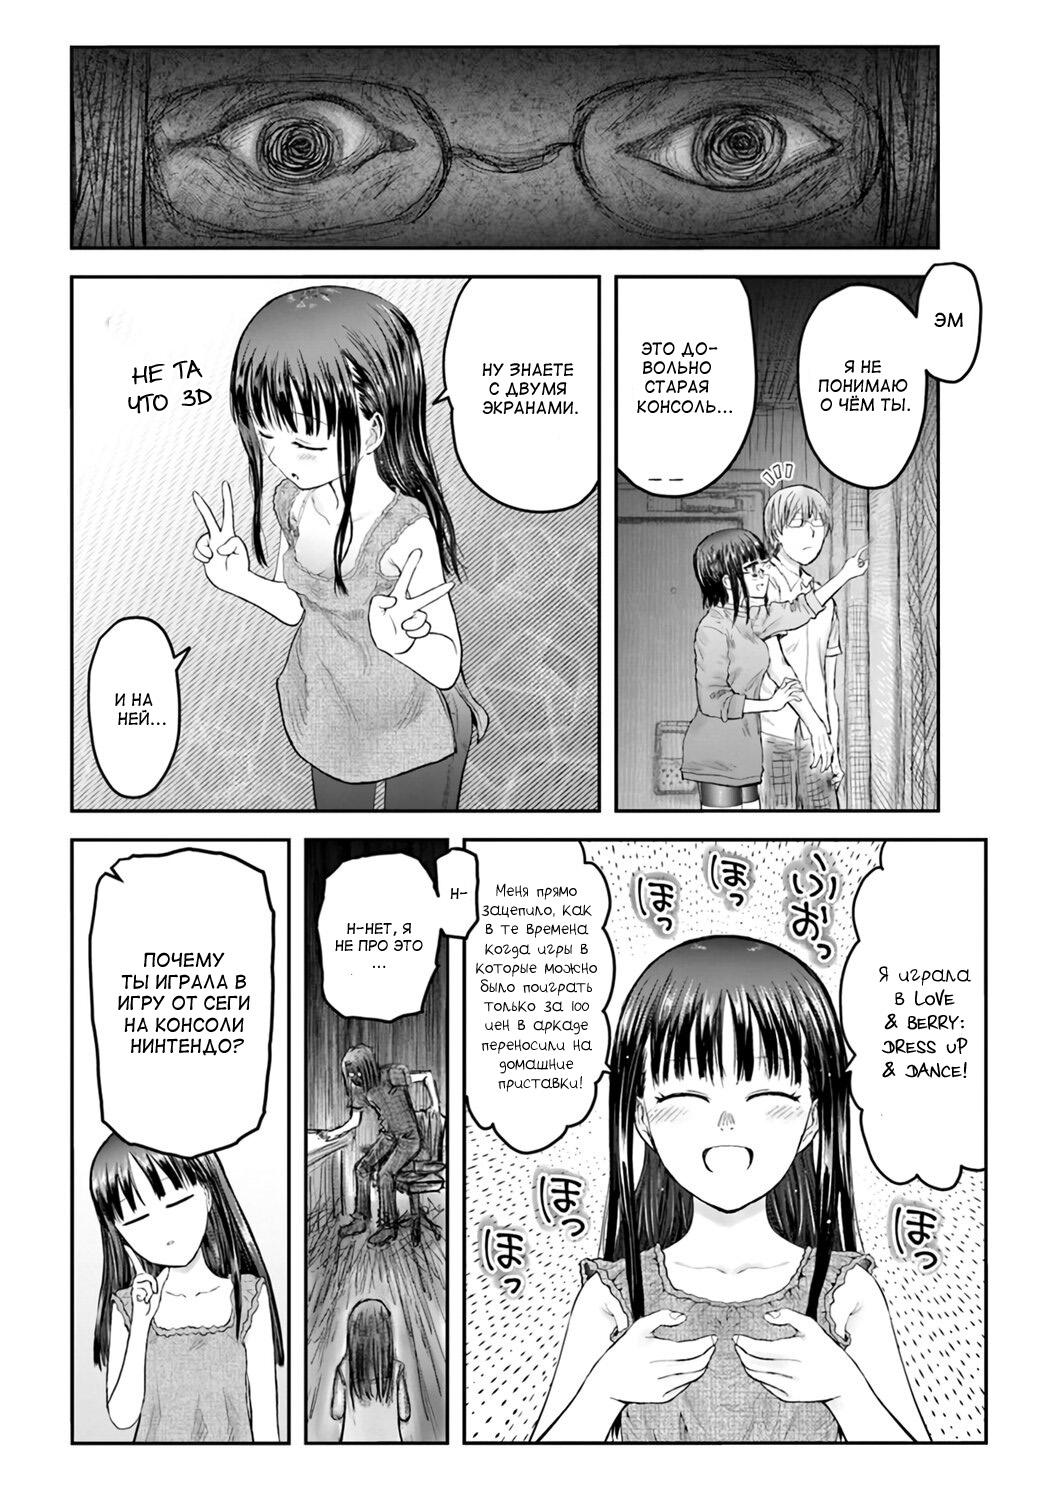 ЭМ
Я НЕ
ПОНИМАЮ
О ЧЁМ ТЫ.
ЭТО ДО-
ВОЛЬНО
СТАРАЯ
КОНСОЛЬ...
НУ ЗНАЕТЕ
С ДВУМЯ
ЭКРАНАМИ.
НЕ ТА
ЧТО 3D
И НА
НЕЙ...
Я играла
в LOVE
& BERRY:
DRESS UP
& DANCE!
ふおっ
ほっ
ほっ
Меня прямо
зацепило, как
в те времена
когда игры в
которые можно
было поиграть
только за 100
иен в аркаде
переносили на
домашние
приставки!
ほっ
ほっ
ほっ
Н-
Н-НЕТ, Я
НЕ ПРО ЭТО
...
ПОЧЕМУ
ТЫ ИГРАЛА В
ИГРУ ОТ СЕГИ
НА КОНСОЛИ
НИНТЕНДО?